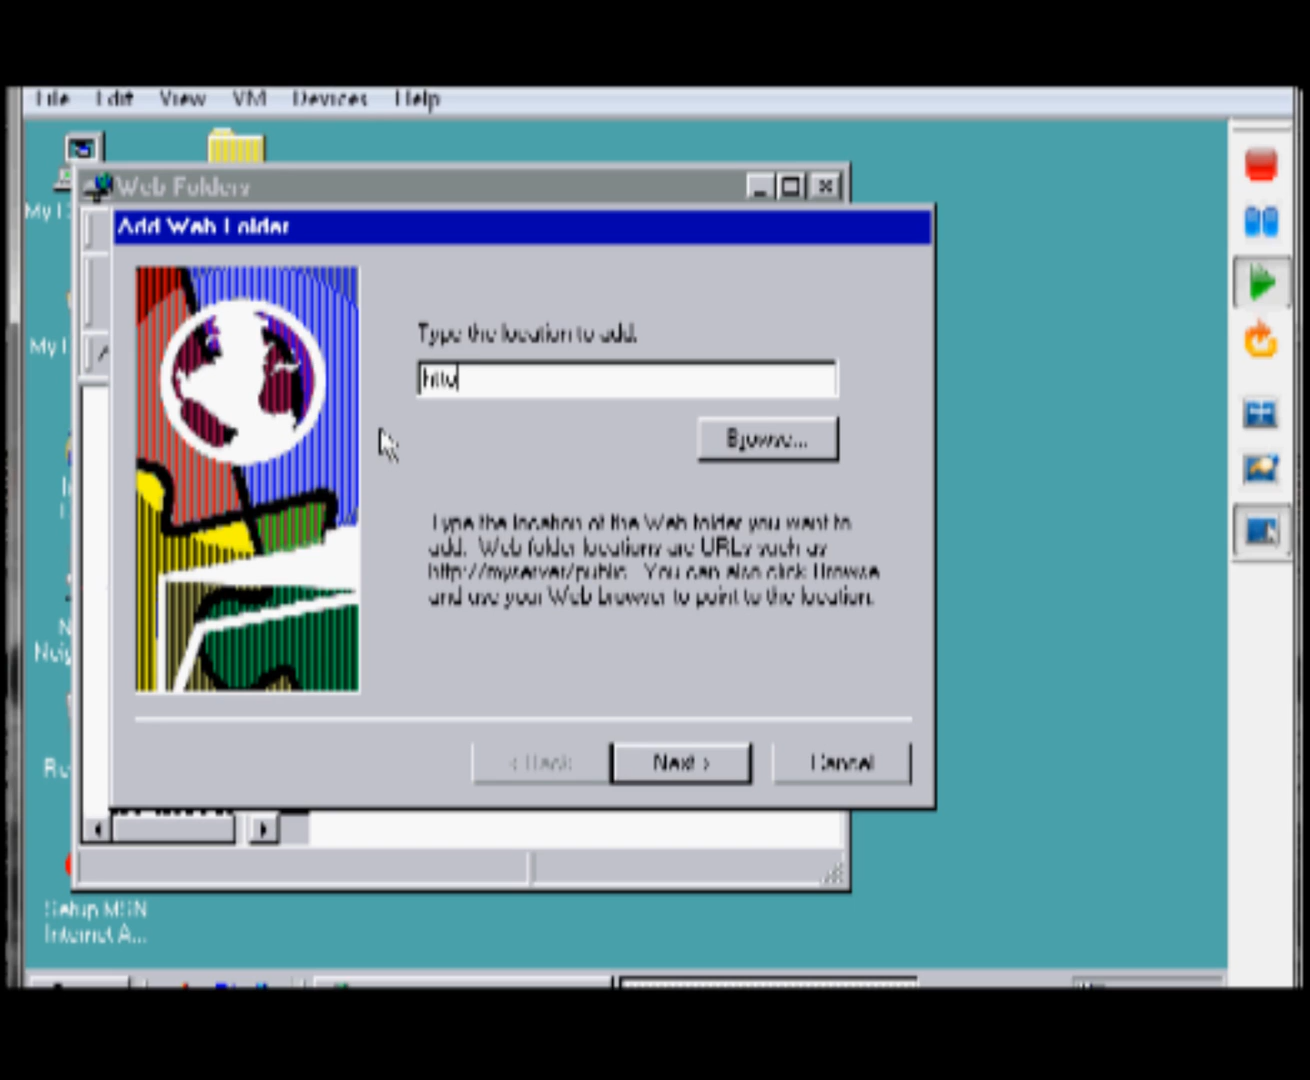 File Edit View VM Devices Help
Web Folders
Add Web Folder
Type the location to add.
http
Browse...
Type the location of the Web folder you want to
add. Web folder locations are URLs such as
http://myserver/public. You can also click Browse
and use your Web browser to point to the location.
< Back Next > Cancel
My
My
Setup MSN
Internet A...